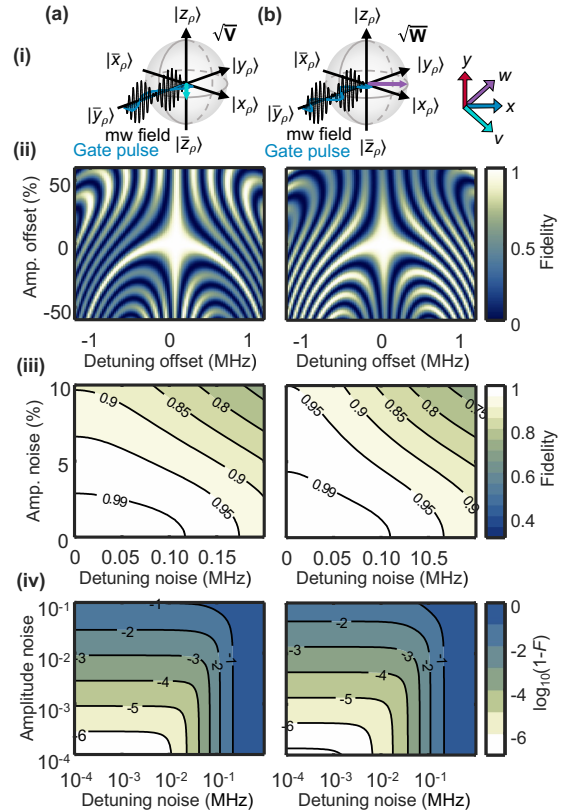 (a)
(b)
(i)
|z_ρ⟩
√V
|x̄_ρ⟩
|y_ρ⟩
|ȳ_ρ⟩
|x_ρ⟩
mw field
|z̄_ρ⟩
Gate pulse
|z_ρ⟩
√W
|x̄_ρ⟩
|y_ρ⟩
|ȳ_ρ⟩
|x_ρ⟩
mw field
|z̄_ρ⟩
Gate pulse
y
w
x
v
(ii)
Amp. offset (%)
50
0
-50
-1 0 1
Detuning offset (MHz)
-1 0 1
Detuning offset (MHz)
1
0.5
0
Fidelity
(iii)
Amp. noise (%)
10
5
0
0.9
0.85
0.8
0.9
0.95
0.99
0 0.05 0.10 0.15
Detuning noise (MHz)
0.95
0.9
0.85
0.8
0.75
0.99
0.95
0.9
0 0.05 0.10 10.5
Detuning noise (MHz)
1
0.8
0.6
0.4
Fidelity
(iv)
Amplitude noise
10⁻¹
10⁻²
10⁻³
10⁻⁴
-1
-2
-3
-4
-5
-6
-2
-1
10⁻⁴ 10⁻³ 10⁻² 10⁻¹
Detuning noise (MHz)
-2
-3
-4
-5
-6
-2
-1
10⁻⁴ 10⁻³ 10⁻² 10⁻¹
Detuning noise (MHz)
0
-2
-4
-6
log₁₀(1-F)